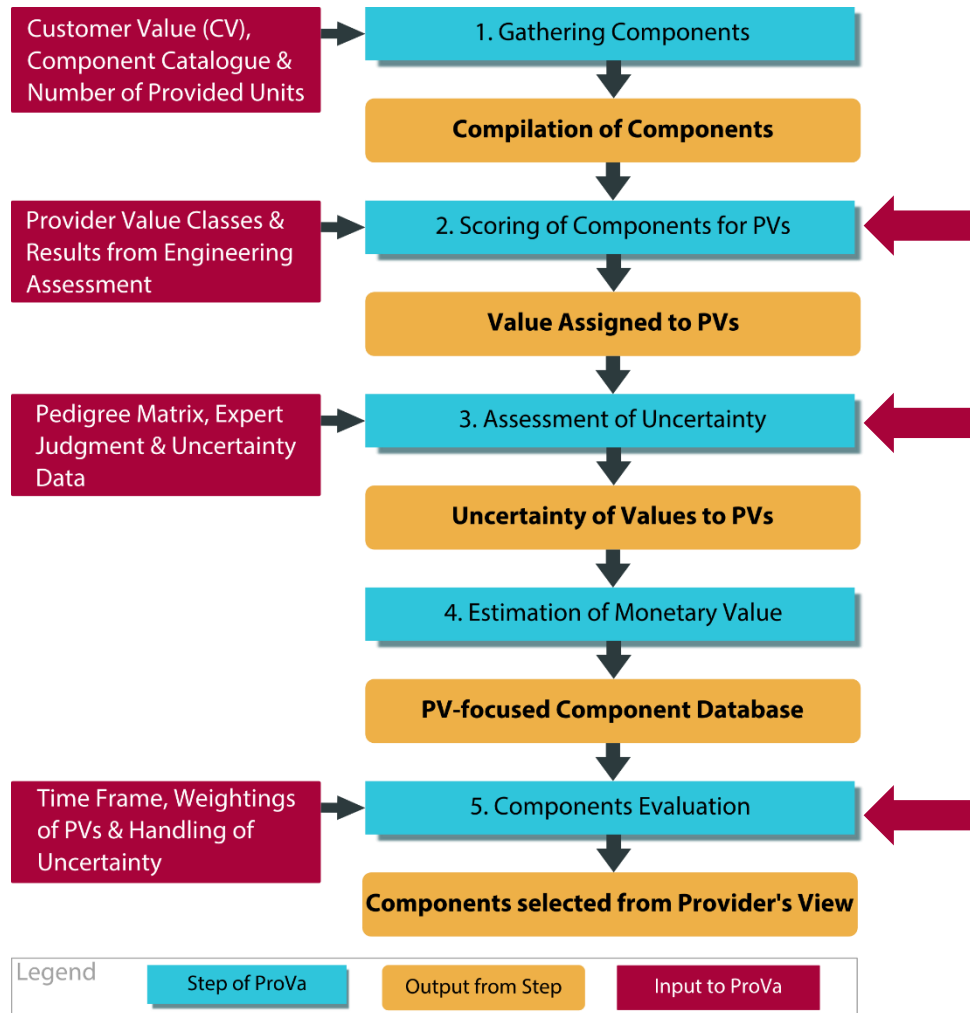 Customer Value (CV),
Component Catalogue &
Number of Provided Units
1. Gathering Components
Compilation of Components
Provider Value Classes &
Results from Engineering
Assessment
2. Scoring of Components for PVs
Value Assigned to PVs
Pedigree Matrix, Expert
Judgment & Uncertainty
Data
3. Assessment of Uncertainty
Uncertainty of Values to PVs
4. Estimation of Monetary Value
PV-focused Component Database
Time Frame, Weightings
of PVs & Handling of
Uncertainty
5. Components Evaluation
Components selected from Provider's View
Legend
Step of ProVa
Output from Step
Input to ProVa